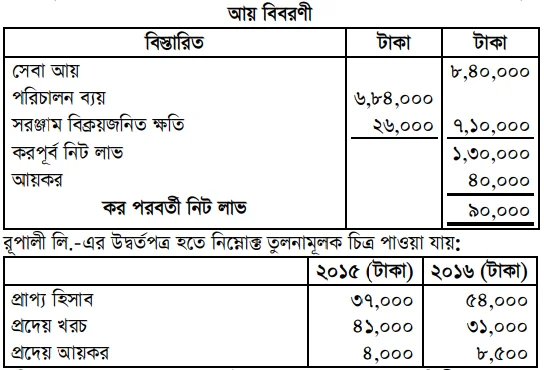 আয় বিবরণী
বিস্তারিত টাকা টাকা
সেবা আয় ৮,৪০,০০০
পরিচালন ব্যয় ৬,৮৪,০০০
সরঞ্জাম বিক্রয়জনিত ক্ষতি ২৬,০০০ ৭,১০,০০০
করপূর্ব নিট লাভ ১,৩০,০০০
আয়কর ৪০,০০০
কর পরবর্তী নিট লাভ ৯০,০০০
রূপালী লি.-এর উদ্বর্তপত্র হতে নিম্নোক্ত তুলনামূলক চিত্র পাওয়া যায়:
২০১৫ (টাকা) ২০১৬ (টাকা)
প্রাপ্য হিসাব ৩৭,০০০ ৫৪,০০০
প্রদেয় খরচ ৪১,০০০ ৩১,০০০
প্রদেয় আয়কর ৪,০০০ ৮,৫০০